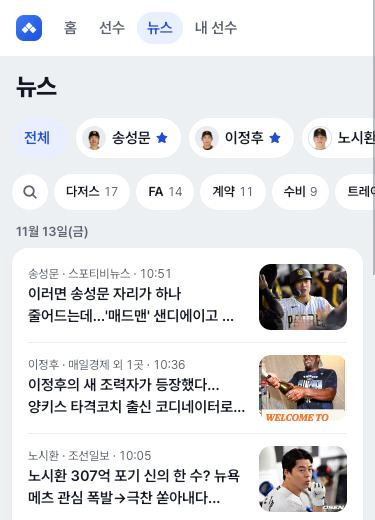 홈 선수 뉴스 내 선수
뉴스
전체 송성문 이정후 노시환
다저스 17 FA 14 계약 11 수비 9 트레이
11월 13일(금)
송성문 · 스포티비뉴스 · 10:51
이러면 송성문 자리가 하나
줄어드는데...'매드맨' 샌디에이고 ...
이정후 · 매일경제 외 1곳 · 10:36
이정후의 새 조력자가 등장했다...
양키스 타격코치 출신 코디네이터로...
WELCOME TO
노시환 · 조선일보 · 10:05
노시환 307억 포기 신의 한 수? 뉴욕
메츠 관심 폭발→극찬 쏟아내다...
OSEN